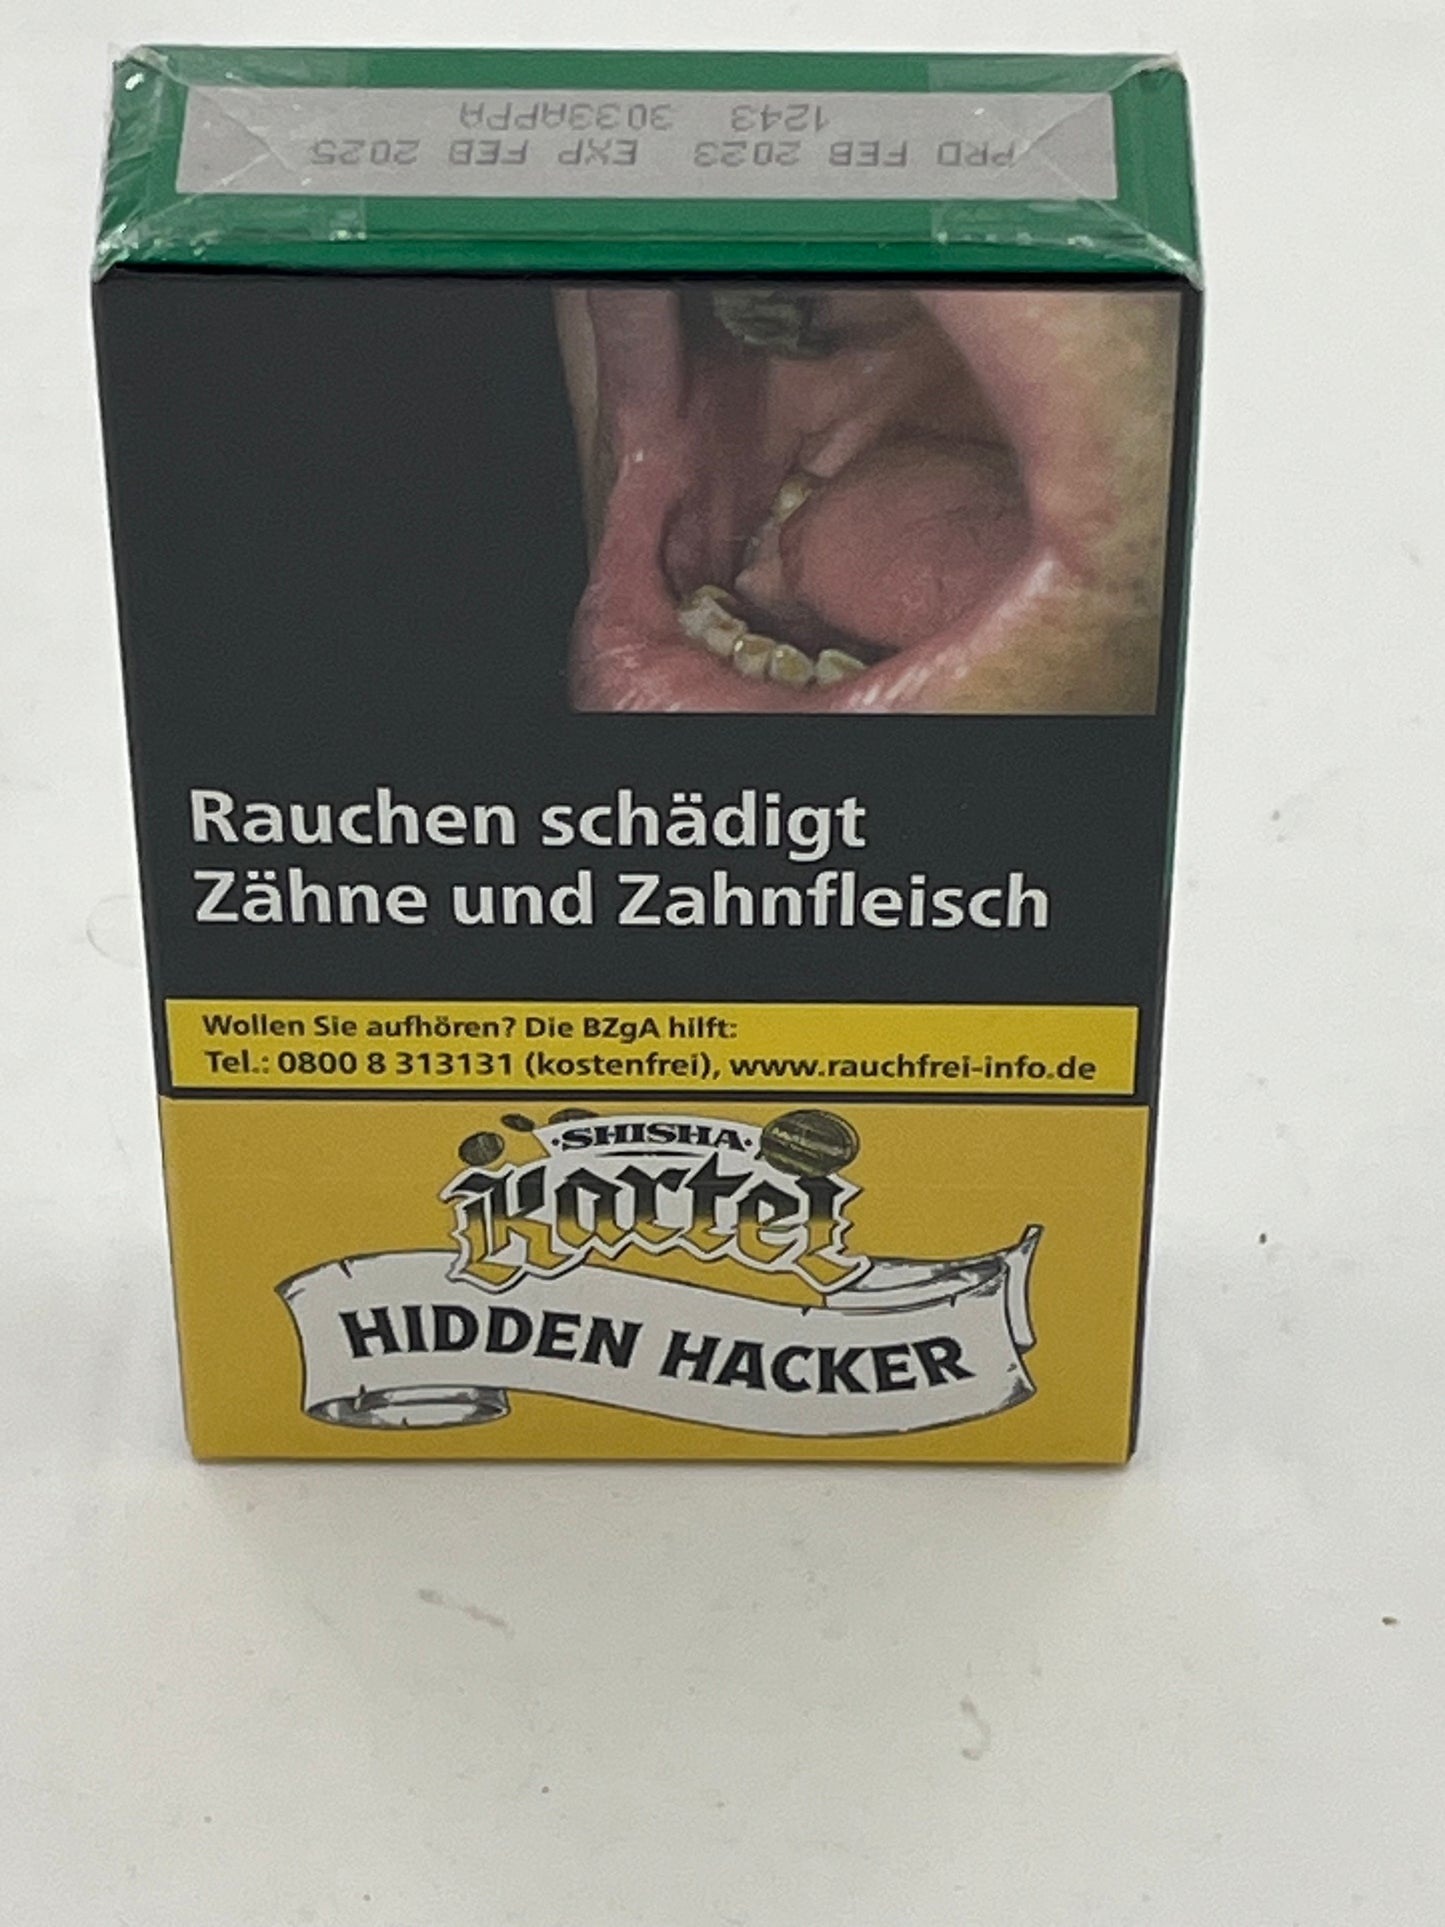 PRD FEB 2023 EXP FEB 2025
1243 3033APPA
Rauchen schädigt
Zähne und Zahnfleisch
Wollen Sie aufhören? Die BZgA hilft:
Tel.: 0800 8 313131 (kostenfrei), www.rauchfrei-info.de
·SHISHA·
Kartel
HIDDEN HACKER